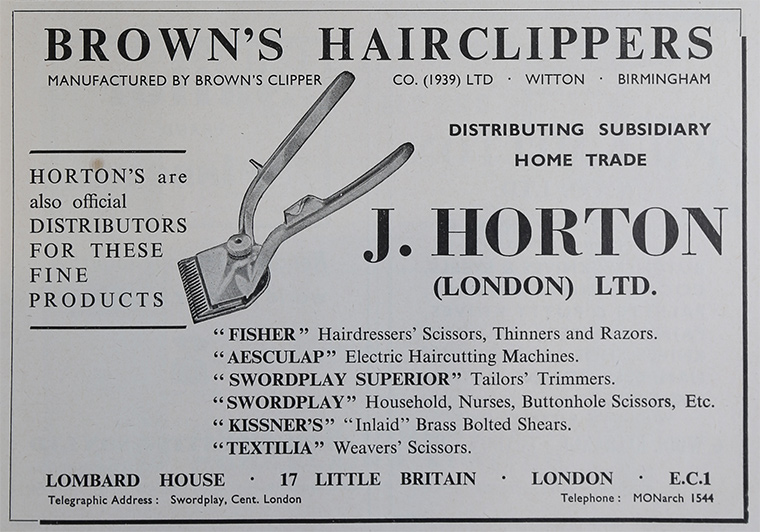 BROWN'S HAIRCLIPPERS
MANUFACTURED BY BROWN'S CLIPPER CO. (1939) LTD · WITTON · BIRMINGHAM
DISTRIBUTING SUBSIDIARY
HOME TRADE
HORTON'S are
also official
DISTRIBUTORS
FOR THESE
FINE
PRODUCTS
J. HORTON
(LONDON) LTD.
"FISHER" Hairdressers' Scissors, Thinners and Razors.
"AESCULAP" Electric Haircutting Machines.
"SWORDPLAY SUPERIOR" Tailors' Trimmers.
"SWORDPLAY" Household, Nurses, Buttonhole Scissors, Etc.
"KISSNER'S" "Inlaid" Brass Bolted Shears.
"TEXTILIA" Weavers' Scissors.
LOMBARD HOUSE · 17 LITTLE BRITAIN · LONDON · E.C.1
Telegraphic Address : Swordplay, Cent. London Telephone : MONarch 1544